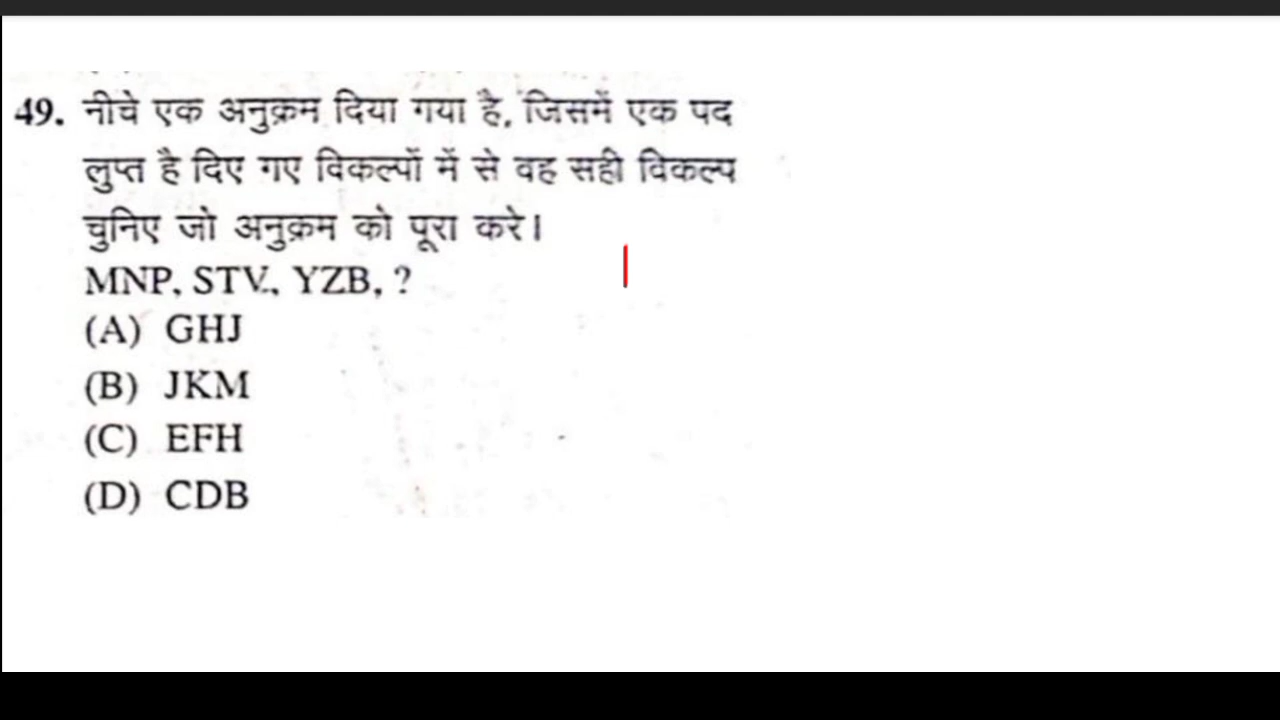 49. नीचे एक अनुक्रम दिया गया है, जिसमें एक पद
लुप्त है दिए गए विकल्पों में से वह सही विकल्प
चुनिए जो अनुक्रम को पूरा करे।
MNP, STV, YZB, ?
(A) GHJ
(B) JKM
(C) EFH
(D) CDB